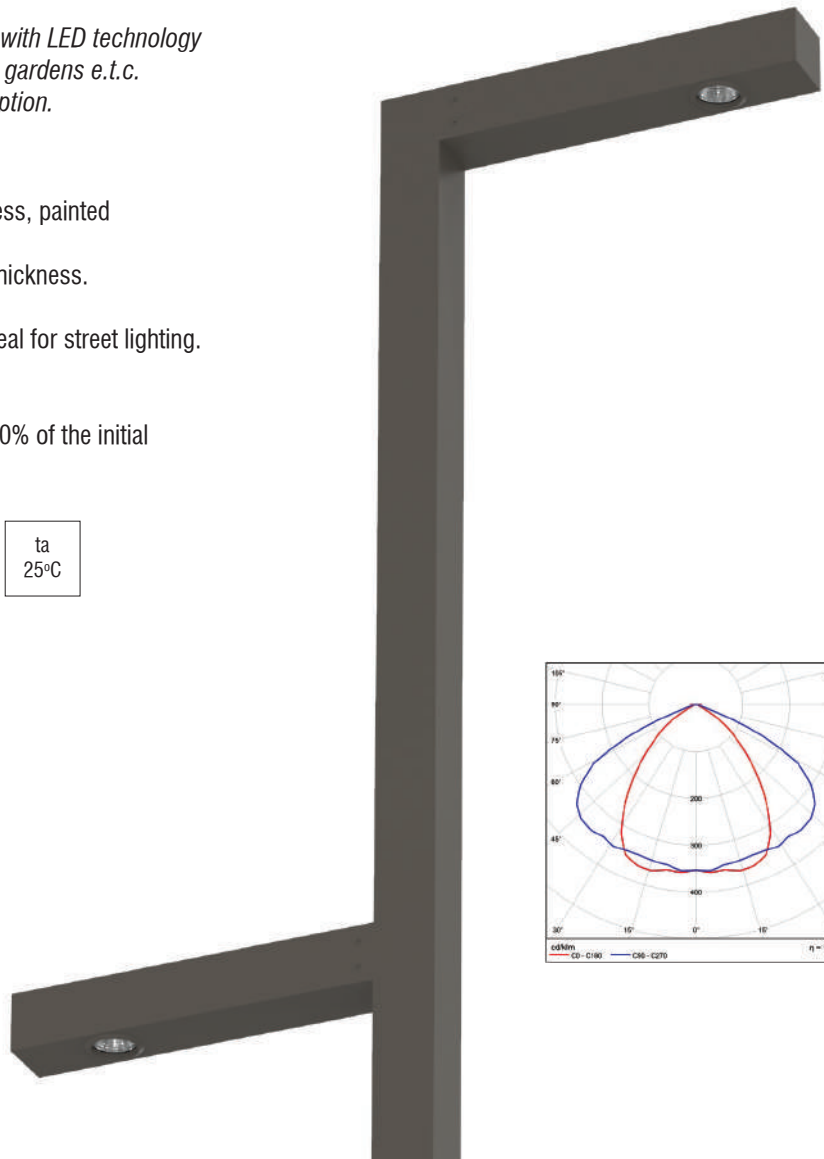 with LED technology
gardens e.t.c.
ption.
ess, painted
hickness.
eal for street lighting.
0% of the initial
ta
25ºC
105°
90°
75°
60°
45°
200
300
400
30°
15°
0°
15°
cd/klm
η =
C0 - C180
C90 - C270